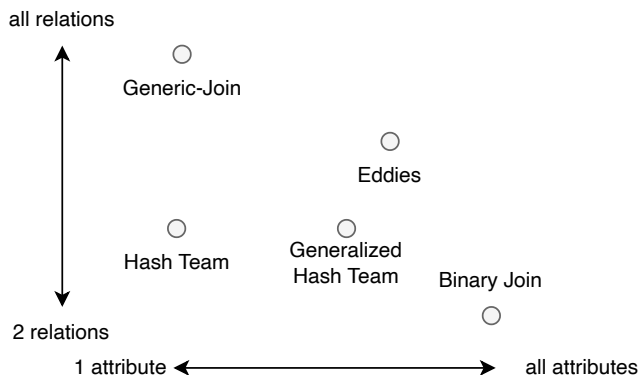 all relations
Generic-Join
Eddies
Hash Team
Generalized
Hash Team
Binary Join
2 relations
1 attribute
all attributes